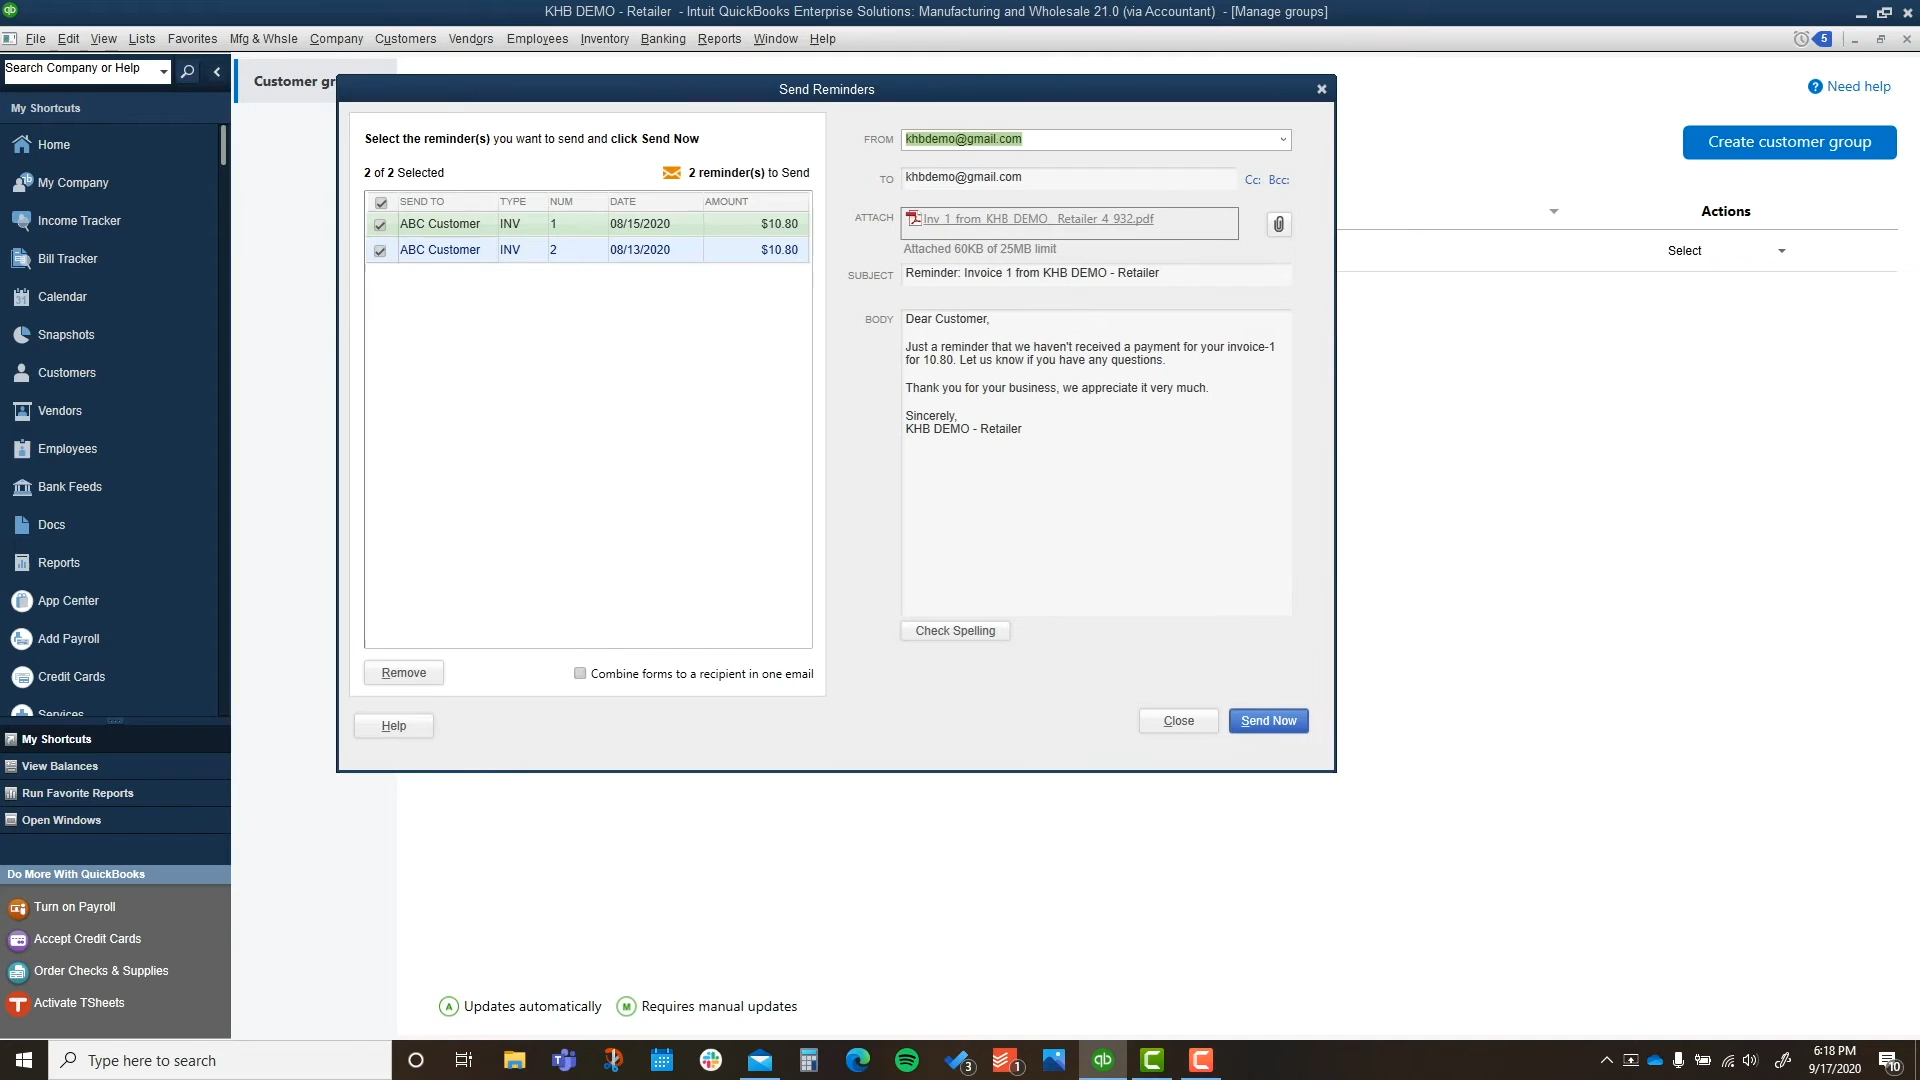 KHB DEMO - Retailer - Intuit QuickBooks Enterprise Solutions: Manufacturing and Wholesale 21.0 (via Accountant) - [Manage groups]
File Edit View Lists Favorites Mfg & Whsle Company Customers Vendors Employees Inventory Banking Reports Window Help
5
Search Company or Help
My Shortcuts
Home
My Company
Income Tracker
Bill Tracker
Calendar
Snapshots
Customers
Vendors
Employees
Bank Feeds
Docs
Reports
App Center
Add Payroll
Credit Cards
Services
My Shortcuts
View Balances
Run Favorite Reports
Open Windows
Do More With QuickBooks
Turn on Payroll
Accept Credit Cards
Order Checks & Supplies
Activate TSheets
Customer gr
Need help
Create customer group
Actions
Select
Send Reminders
Select the reminder(s) you want to send and click Send Now
2 of 2 Selected
2 reminder(s) to Send
SEND TO TYPE NUM DATE AMOUNT
ABC Customer INV 1 08/15/2020 $10.80
ABC Customer INV 2 08/13/2020 $10.80
Remove
Combine forms to a recipient in one email
Help
FROM khbdemo@gmail.com
TO khbdemo@gmail.com Cc: Bcc:
ATTACH Inv_1_from_KHB_DEMO__Retailer_4_932.pdf
Attached 60KB of 25MB limit
SUBJECT Reminder: Invoice 1 from KHB DEMO - Retailer
BODY Dear Customer,
Just a reminder that we haven't received a payment for your invoice-1
for 10.80. Let us know if you have any questions.
Thank you for your business, we appreciate it very much.
Sincerely,
KHB DEMO - Retailer
Check Spelling
Close
Send Now
A Updates automatically
M Requires manual updates
Type here to search
3
1
6:18 PM
9/17/2020
10